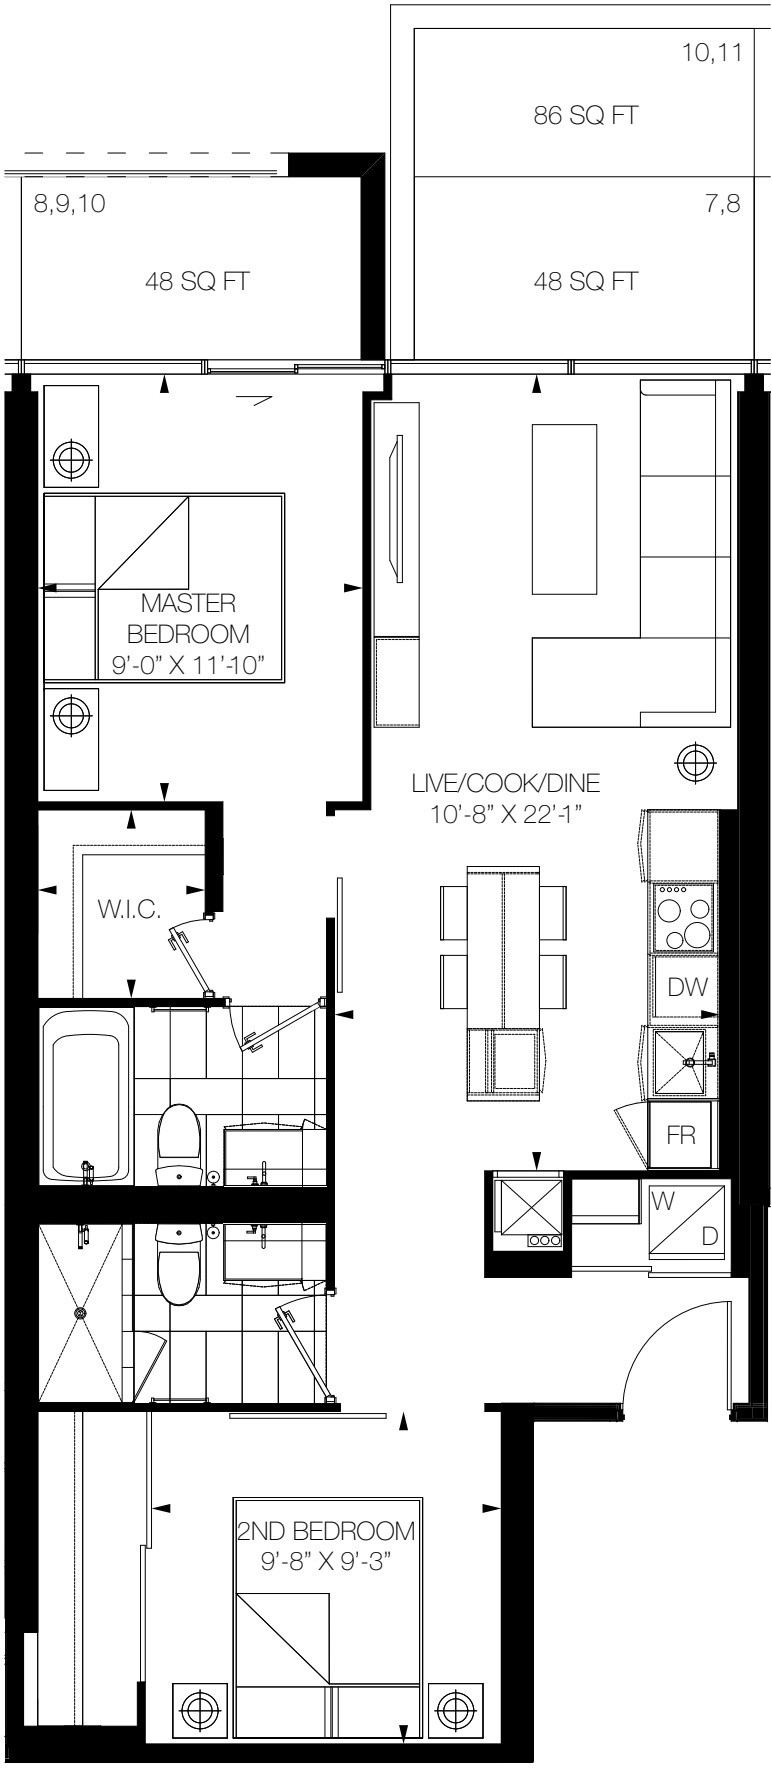 10,11
86 SQ FT
8,9,10
7,8
48 SQ FT
48 SQ FT
MASTER
BEDROOM
9'-0" X 11'-10"
LIVE/COOK/DINE
10'-8" X 22'-1"
W.I.C.
DW
FR
W
D
2ND BEDROOM
9'-8" X 9'-3"